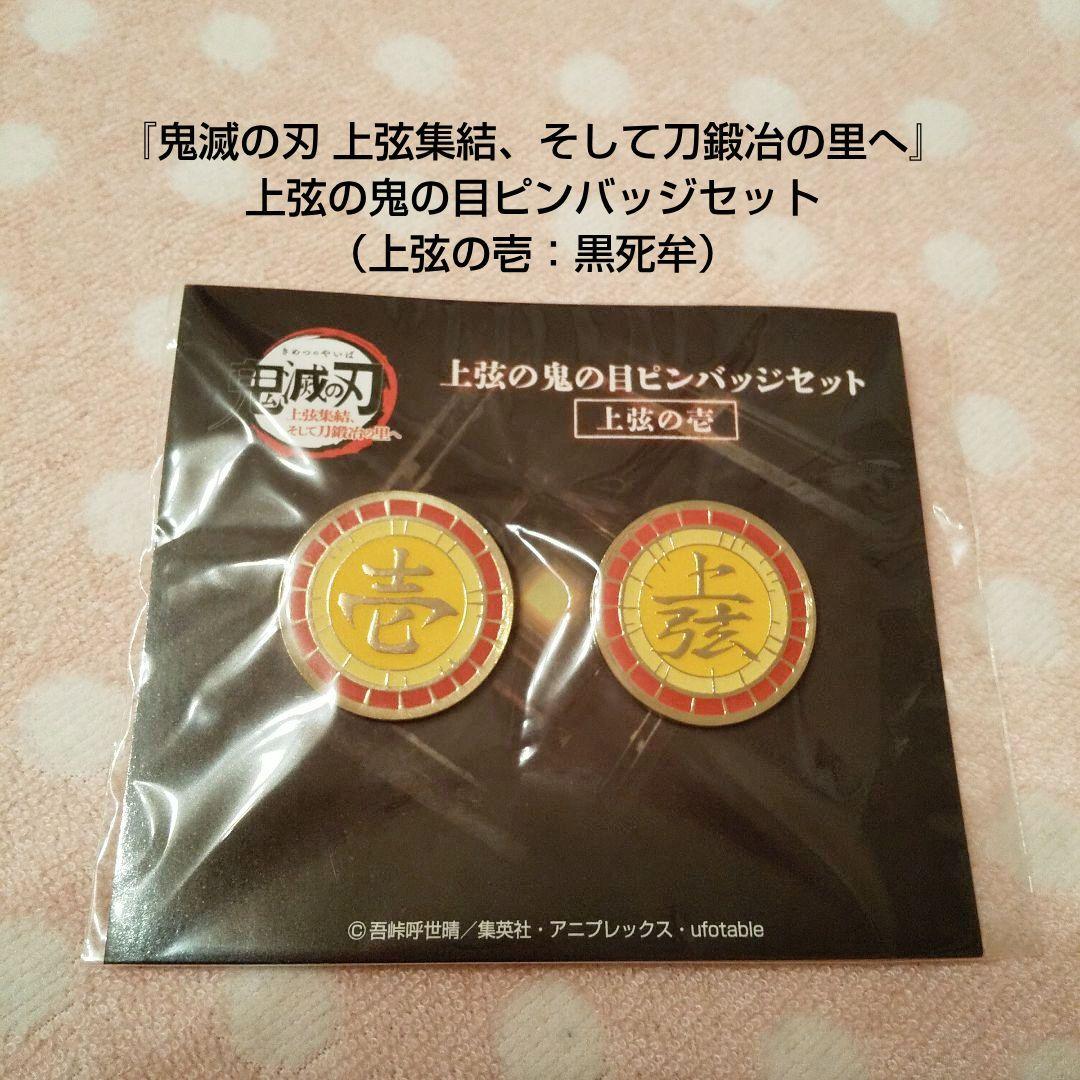 『鬼滅の刃 上弦集結、そして刀鍛冶の里へ』
上弦の鬼の目ピンバッジセット
（上弦の壱：黒死牟）
きめつのやいば
鬼滅の刃
上弦集結、
そして刀鍛冶の里へ
上弦の鬼の目ピンバッジセット
上弦の壱
壱
上弦
©吾峠呼世晴／集英社・アニプレックス・ufotable